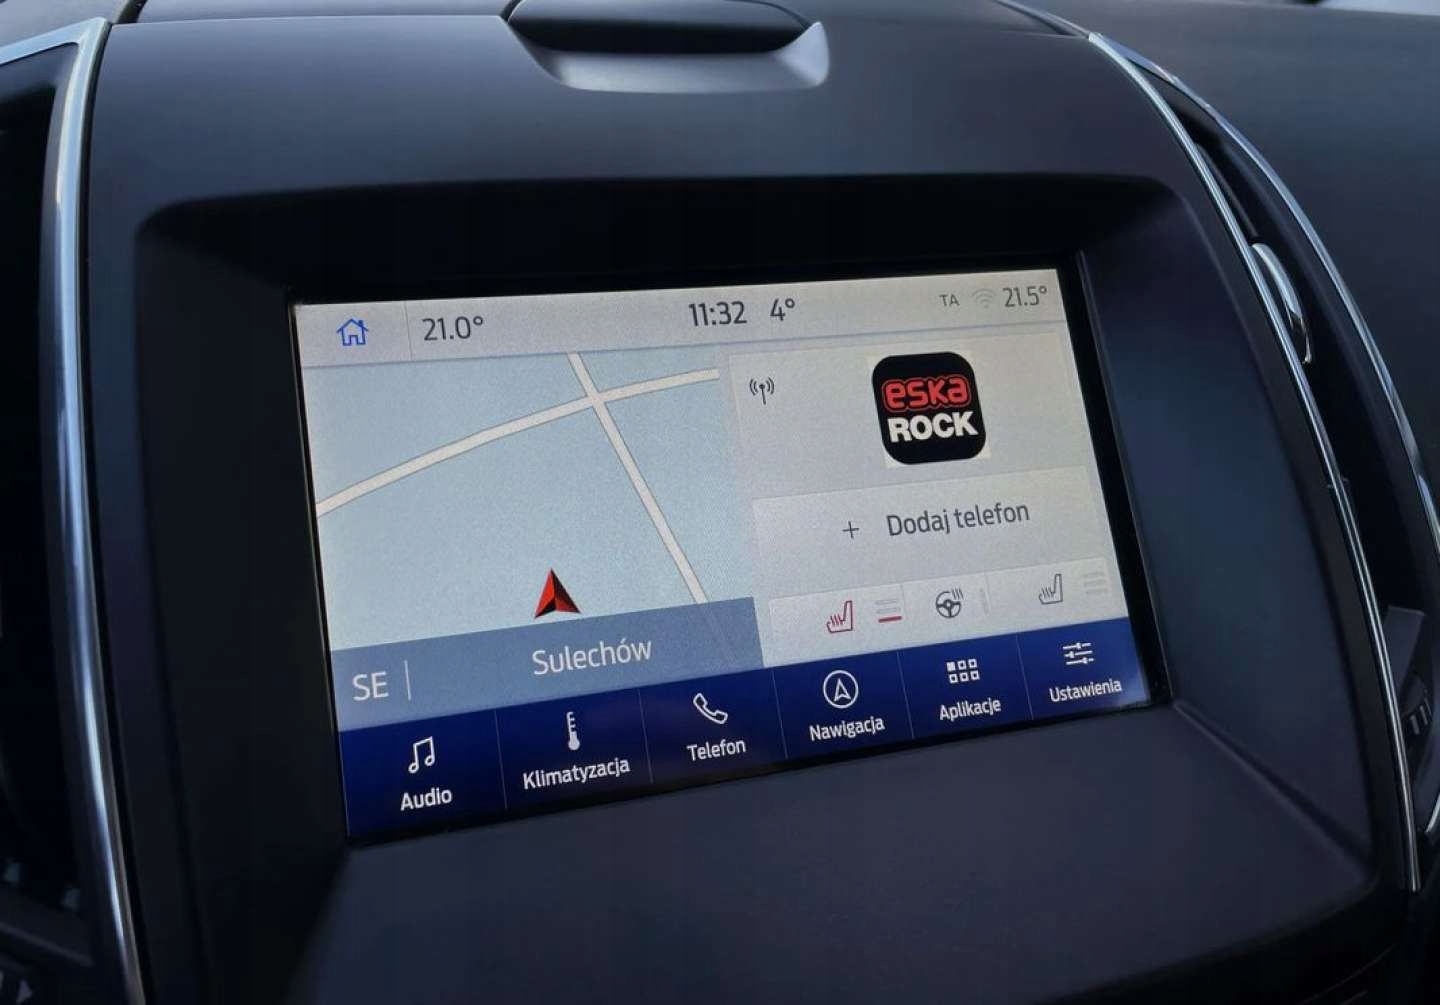 21.0°
11:32 4°
TA 21.5°
eska
ROCK
+ Dodaj telefon
SE
Sulechów
Audio
Klimatyzacja
Telefon
Nawigacja
Aplikacje
Ustawienia